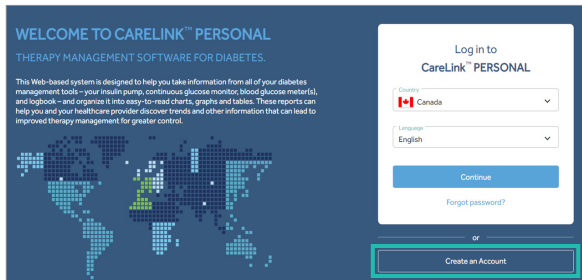 WELCOME TO CARELINK™ PERSONAL
THERAPY MANAGEMENT SOFTWARE FOR DIABETES.
This Web-based system is designed to help you take information from all of your diabetes
management tools – your insulin pump, continuous glucose monitor, blood glucose meter(s),
and logbook – and organize it into easy-to-read charts, graphs and tables. These reports can
help you and your healthcare provider discover trends and other information that can lead to
improved therapy management for greater control.
Log in to
CareLink™ PERSONAL
Country
Canada
Language
English
Continue
Forgot password?
or
Create an Account